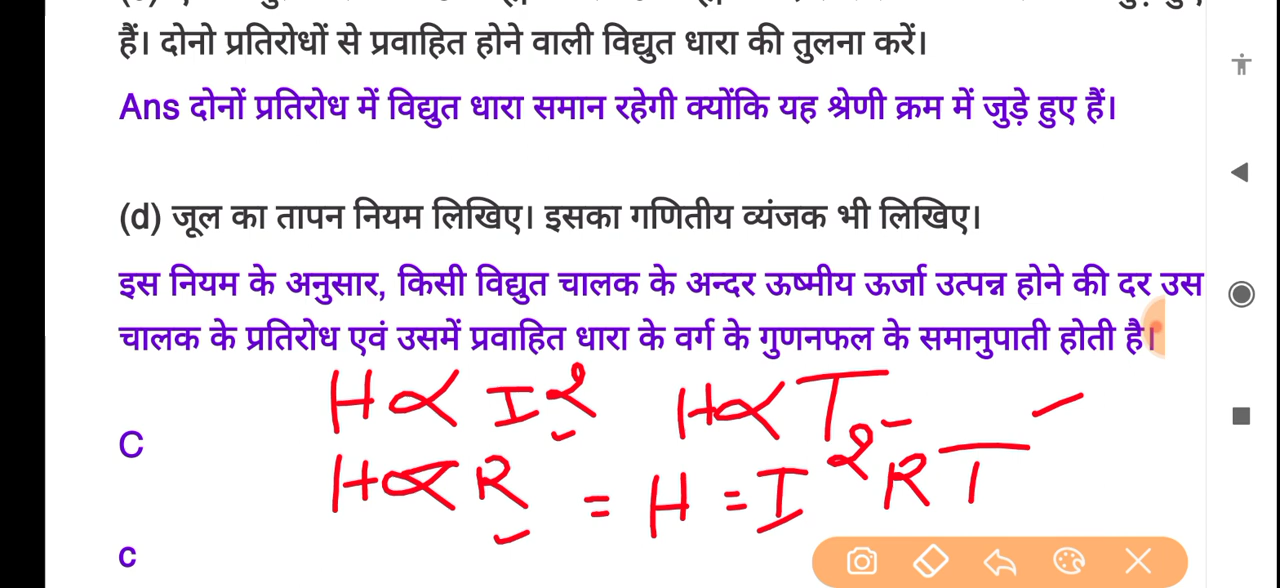 हैं। दोनो प्रतिरोधों से प्रवाहित होने वाली विद्युत धारा की तुलना करें।
Ans दोनों प्रतिरोध में विद्युत धारा समान रहेगी क्योंकि यह श्रेणी क्रम में जुड़े हुए हैं।
(d) जूल का तापन नियम लिखिए। इसका गणितीय व्यंजक भी लिखिए।
इस नियम के अनुसार, किसी विद्युत चालक के अन्दर ऊष्मीय ऊर्जा उत्पन्न होने की दर उस
चालक के प्रतिरोध एवं उसमें प्रवाहित धारा के वर्ग के गुणनफल के समानुपाती होती है।
H∝ I² H∝ T
C
H∝ R = H = I² R T
c